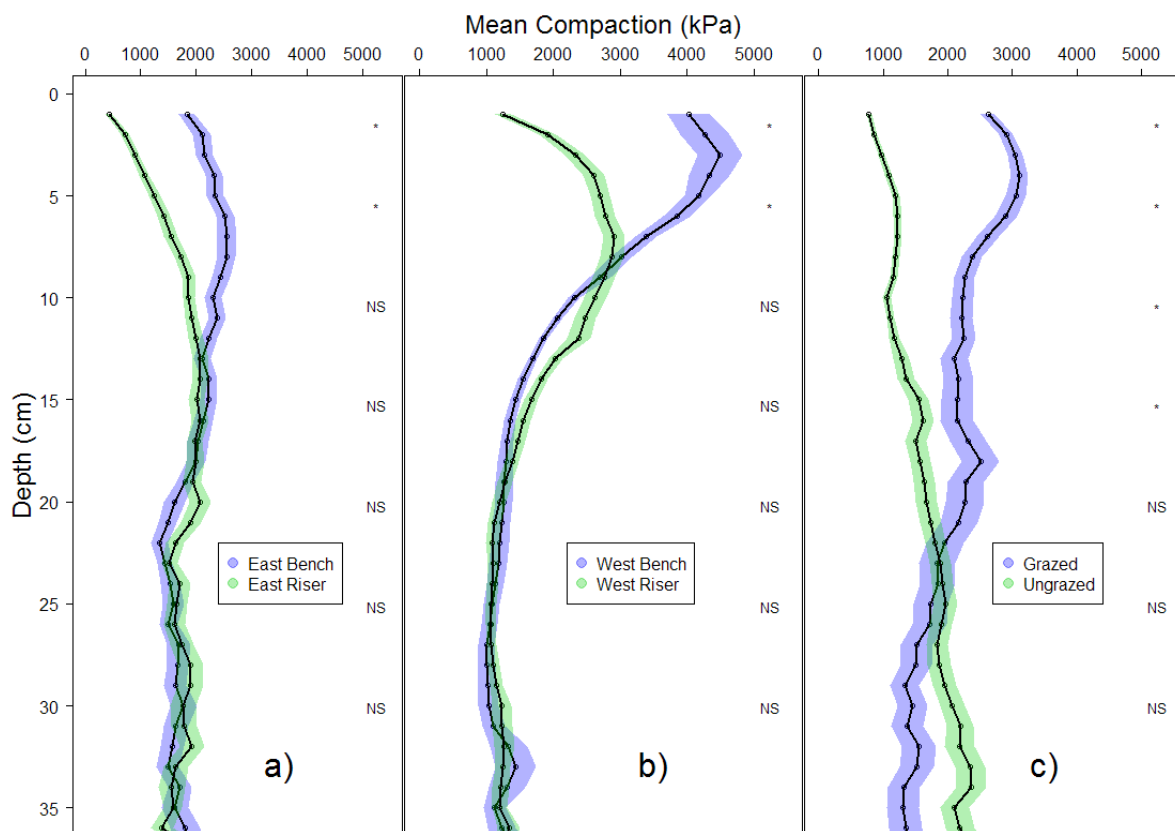 Mean Compaction (kPa)
0 1000 2000 3000 4000 5000
0 1000 2000 3000 4000 5000
0 1000 2000 3000 4000 5000
Depth (cm)
0
5
10
15
20
25
30
35
*
*
NS
NS
NS
NS
NS
East Bench
East Riser
a)
*
*
NS
NS
NS
NS
NS
West Bench
West Riser
b)
*
*
*
*
NS
NS
NS
Grazed
Ungrazed
c)